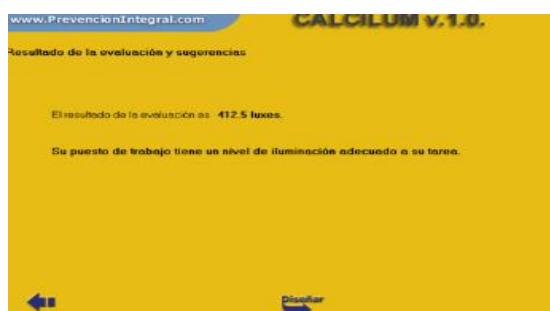 www.PrevencionIntegral.com
CALCILUM v.1.0.
Resultado de la evaluación y sugerencias
El resultado de la evaluación es 412.5 luxes.
Su puesto de trabajo tiene un nivel de iluminación adecuado a su tarea.
Diseñar